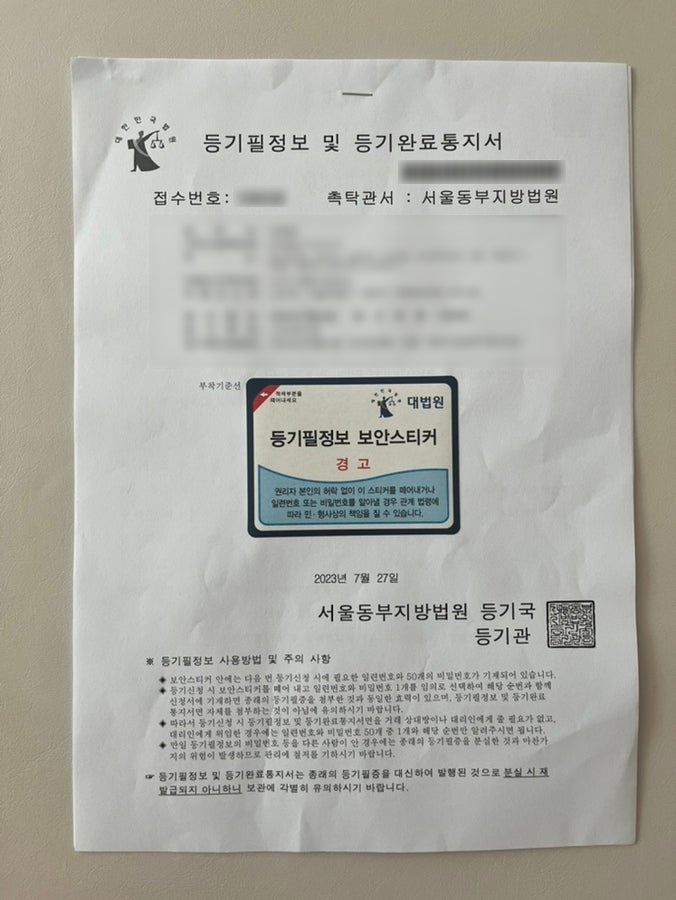 대한민국법원
등기필정보 및 등기완료통지서
접수번호:
촉탁관서 : 서울동부지방법원
부착기준선
화살부분을
떼어내세요
대법원
등기필정보 보안스티커
경 고
권리자 본인의 허락 없이 이 스티커를 떼어내거나
일련번호 또는 비밀번호를 알아낼 경우 관계 법령에
따라 민·형사상의 책임을 질 수 있습니다.
2023년 7월 27일
서울동부지방법원 등기국
등기관
※ 등기필정보 사용방법 및 주의 사항
◈ 보안스티커 안에는 다음 번 등기신청 시에 필요한 일련번호와 50개의 비밀번호가 기재되어 있습니다.
◈ 등기신청 시 보안스티커를 떼어 내고 일련번호와 비밀번호 1개를 임의로 선택하여 해당 순번과 함께
신청서에 기재하면 종래의 등기필증을 첨부한 것과 동일한 효력이 있으며, 등기필정보 및 등기완료
통지서면 자체를 첨부하는 것이 아님에 유의하시기 바랍니다.
◈ 따라서 등기신청 시 등기필정보 및 등기완료통지서면을 거래 상대방이나 대리인에게 줄 필요가 없고,
대리인에게 위임한 경우에는 일련번호와 비밀번호 50개 중 1개와 해당 순번만 알려주시면 됩니다.
◈ 만일 등기필정보의 비밀번호 등을 다른 사람이 안 경우에는 종래의 등기필증을 분실한 것과 마찬가
지의 위험이 발생하므로 관리에 철저를 기하시기 바랍니다.
☞ 등기필정보 및 등기완료통지서는 종래의 등기필증을 대신하여 발행된 것으로 분실 시 재
발급되지 아니하니 보관에 각별히 유의하시기 바랍니다.